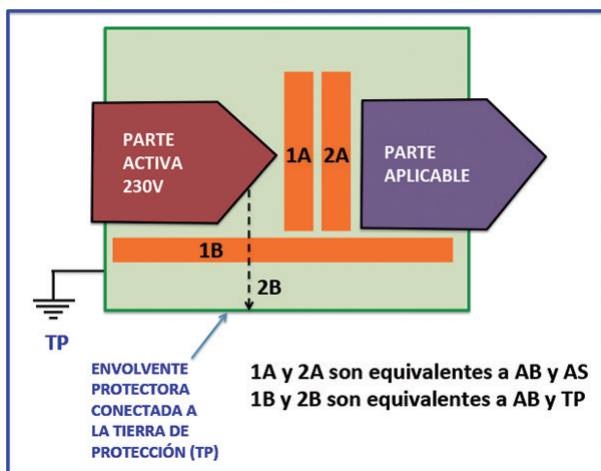 PARTE
ACTIVA
230V
1A
2A
PARTE
APLICABLE
1B
2B
TP
ENVOLVENTE
PROTECTORA
CONECTADA A
LA TIERRA DE
PROTECCIÓN (TP)
1A y 2A son equivalentes a AB y AS
1B y 2B son equivalentes a AB y TP